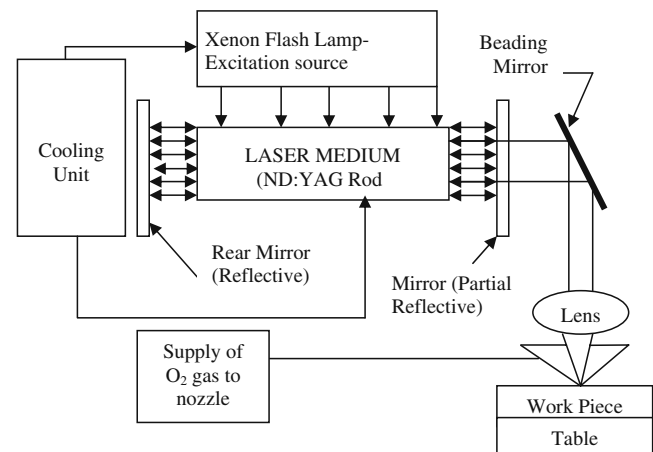 Xenon Flash Lamp-
Excitation source
Beading
Mirror
Cooling
Unit
LASER MEDIUM
(ND:YAG Rod
Rear Mirror
(Reflective)
Mirror (Partial
Reflective)
Lens
Supply of
O₂ gas to
nozzle
Work Piece
Table